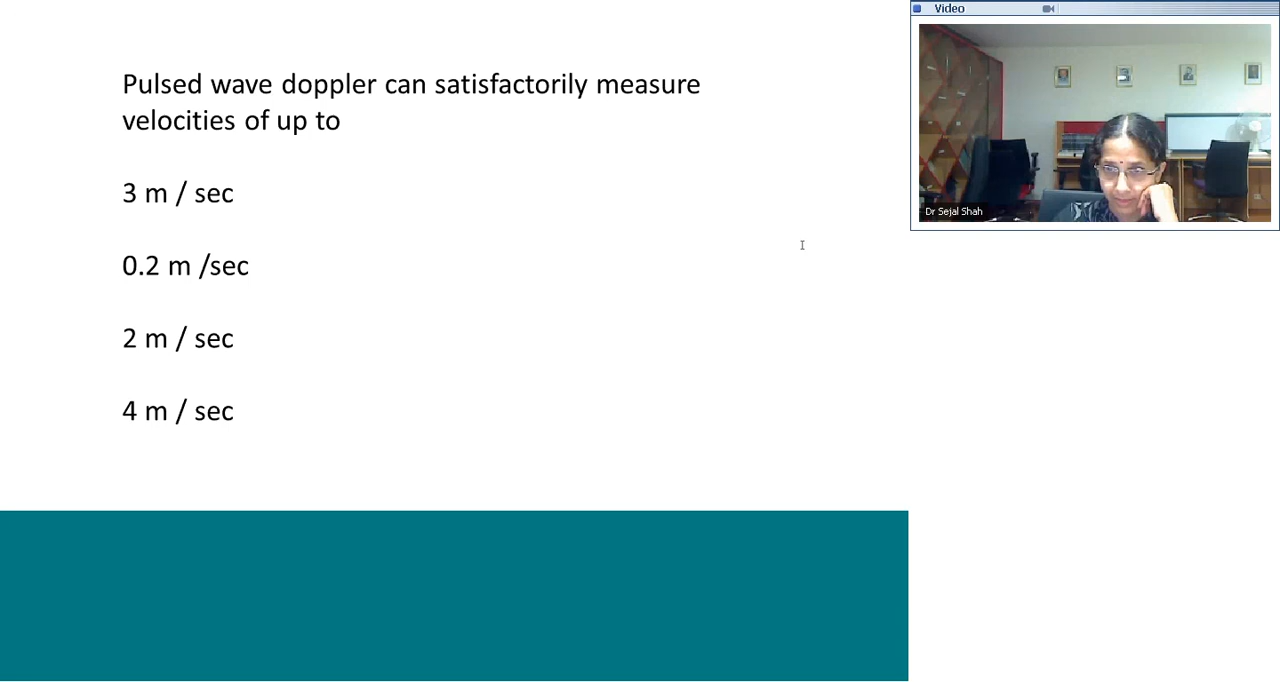 Video
Pulsed wave doppler can satisfactorily measure
velocities of up to
3 m / sec
0.2 m /sec
2 m / sec
4 m / sec
Dr Sejal Shah